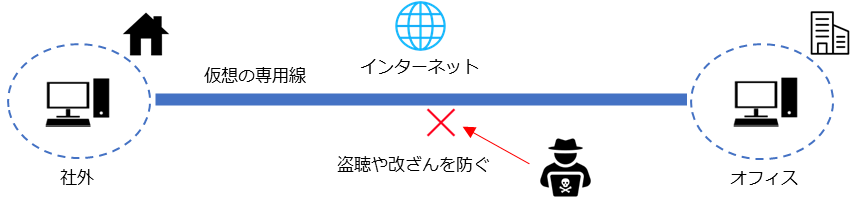 インターネット
仮想の専用線
盗聴や改ざんを防ぐ
社外
オフィス